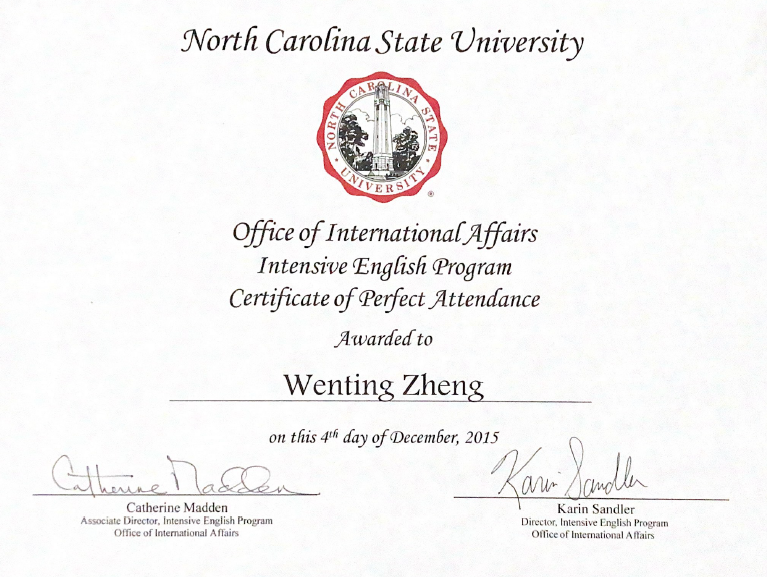 North Carolina State University
NORTH CAROLINA STATE
UNIVERSITY
®
Office of International Affairs
Intensive English Program
Certificate of Perfect Attendance
Awarded to
Wenting Zheng
on this 4th day of December, 2015
Catherine Madden
Karin Sandler
Catherine Madden
Associate Director, Intensive English Program
Office of International Affairs
Karin Sandler
Director, Intensive English Program
Office of International Affairs